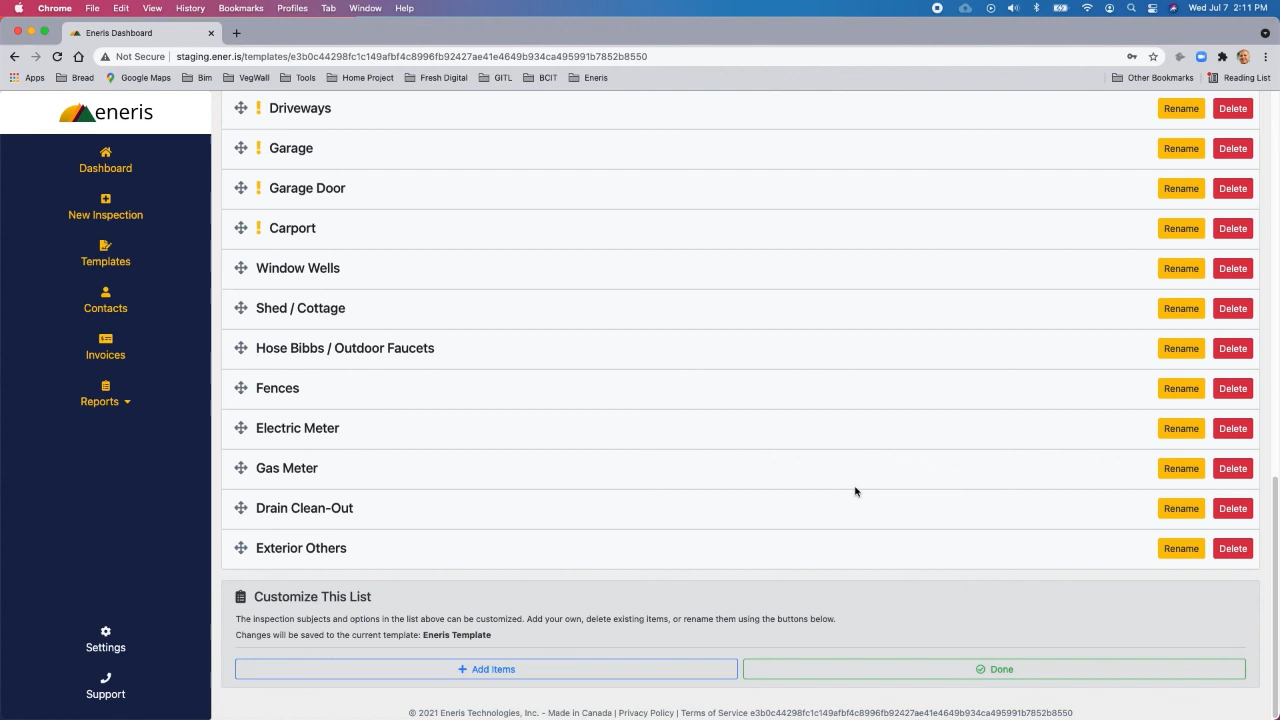 Chrome File Edit View History Bookmarks Profiles Tab Window Help Wed Jul 7 2:11 PM
Eneris Dashboard
Not Secure | staging.ener.is/templates/e3b0c44298fc1c149afbf4c8996fb92427ae41e4649b934ca495991b7852b8550
Apps Bread Google Maps Bim VegWall Tools Home Project Fresh Digital GITL BCIT Eneris Other Bookmarks Reading List
eneris
Dashboard
New Inspection
Templates
Contacts
Invoices
Reports
Settings
Support
Driveways Rename Delete
Garage Rename Delete
Garage Door Rename Delete
Carport Rename Delete
Window Wells Rename Delete
Shed / Cottage Rename Delete
Hose Bibbs / Outdoor Faucets Rename Delete
Fences Rename Delete
Electric Meter Rename Delete
Gas Meter Rename Delete
Drain Clean-Out Rename Delete
Exterior Others Rename Delete
Customize This List
The inspection subjects and options in the list above can be customized. Add your own, delete existing items, or rename them using the buttons below.
Changes will be saved to the current template: Eneris Template
+ Add Items
Done
© 2021 Eneris Technologies, Inc. - Made in Canada | Privacy Policy | Terms of Service e3b0c44298fc1c149afbf4c8996fb92427ae41e4649b934ca495991b7852b8550